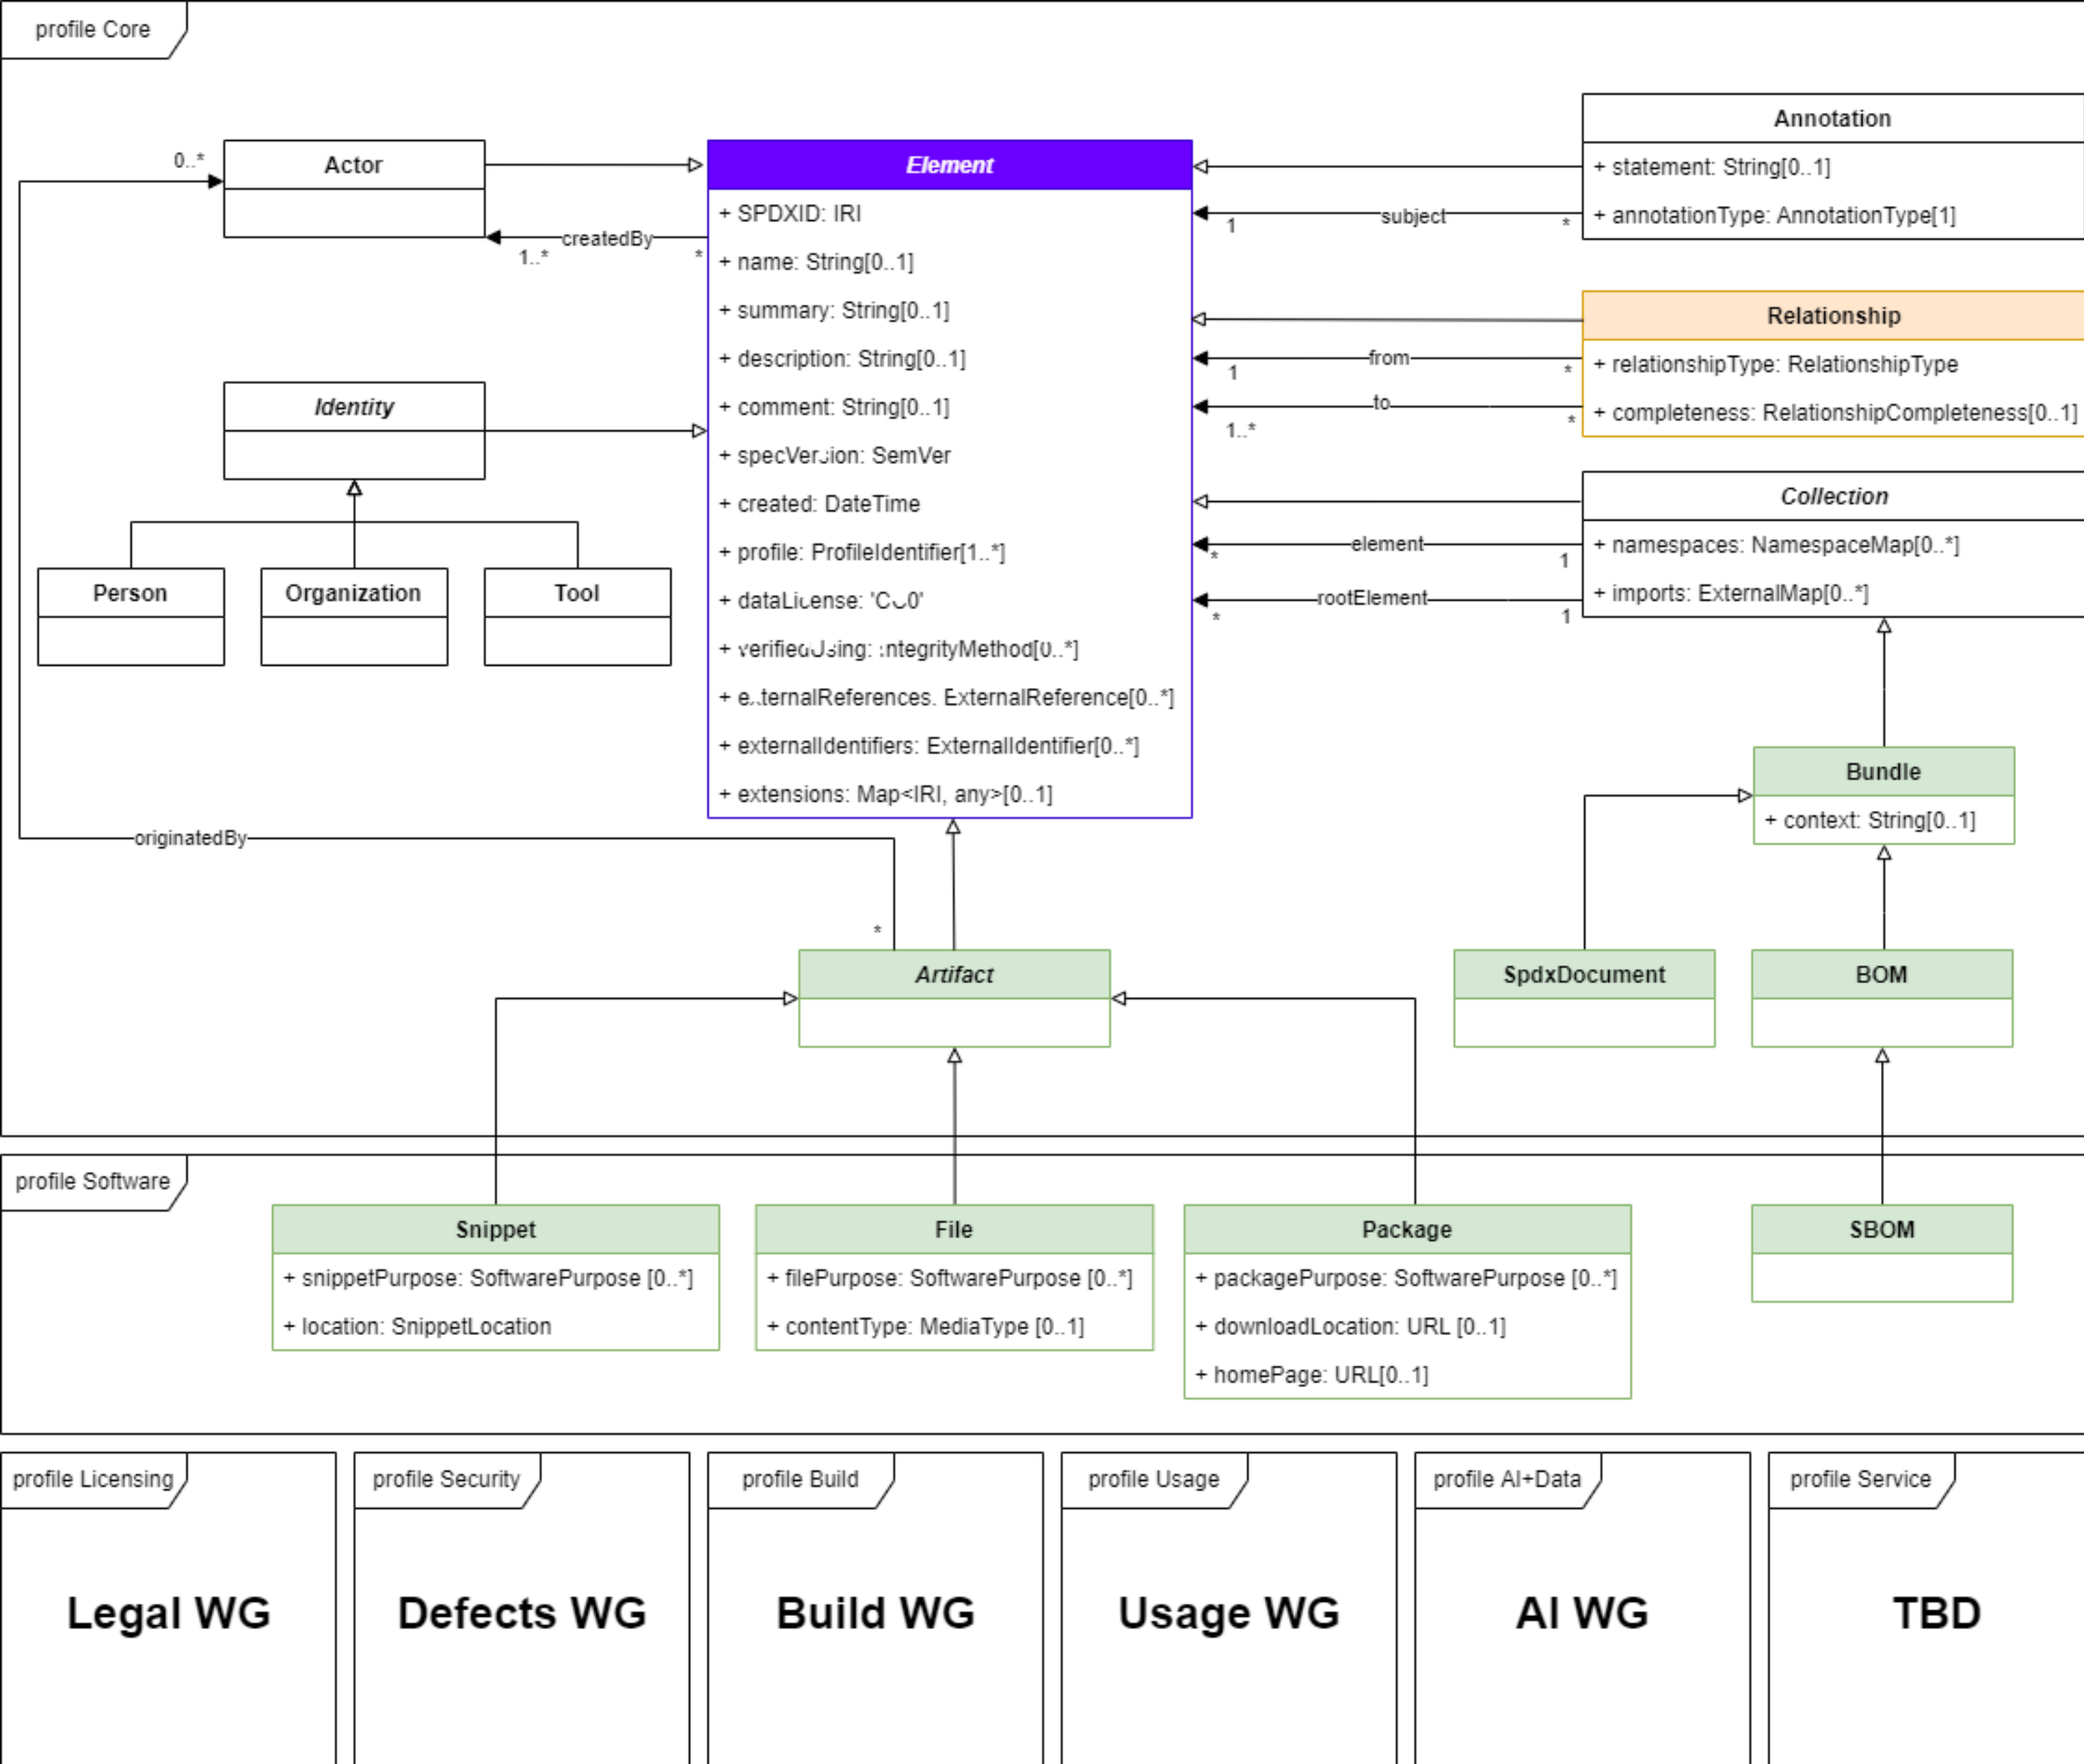 profile Core
Actor
0..*
createdBy
1..*
*
Identity
Person
Organization
Tool
originatedBy
*
Element
+ SPDXID: IRI
+ name: String[0..1]
+ summary: String[0..1]
+ description: String[0..1]
+ comment: String[0..1]
+ specVersion: SemVer
+ created: DateTime
+ profile: ProfileIdentifier[1..*]
+ dataLicense: 'CC0'
+ verifiedUsing: IntegrityMethod[0..*]
+ externalReferences: ExternalReference[0..*]
+ externalIdentifiers: ExternalIdentifier[0..*]
+ extensions: Map<IRI, any>[0..1]
Annotation
+ statement: String[0..1]
+ annotationType: AnnotationType[1]
1
subject
*
Relationship
+ relationshipType: RelationshipType
+ completeness: RelationshipCompleteness[0..1]
1
from
*
1..*
to
*
Collection
+ namespaces: NamespaceMap[0..*]
+ imports: ExternalMap[0..*]
*
element
1
*
rootElement
1
Bundle
+ context: String[0..1]
Artifact
SpdxDocument
BOM
profile Software
Snippet
+ snippetPurpose: SoftwarePurpose [0..*]
+ location: SnippetLocation
File
+ filePurpose: SoftwarePurpose [0..*]
+ contentType: MediaType [0..1]
Package
+ packagePurpose: SoftwarePurpose [0..*]
+ downloadLocation: URL [0..1]
+ homePage: URL[0..1]
SBOM
profile Licensing
Legal WG
profile Security
Defects WG
profile Build
Build WG
profile Usage
Usage WG
profile AI+Data
AI WG
profile Service
TBD